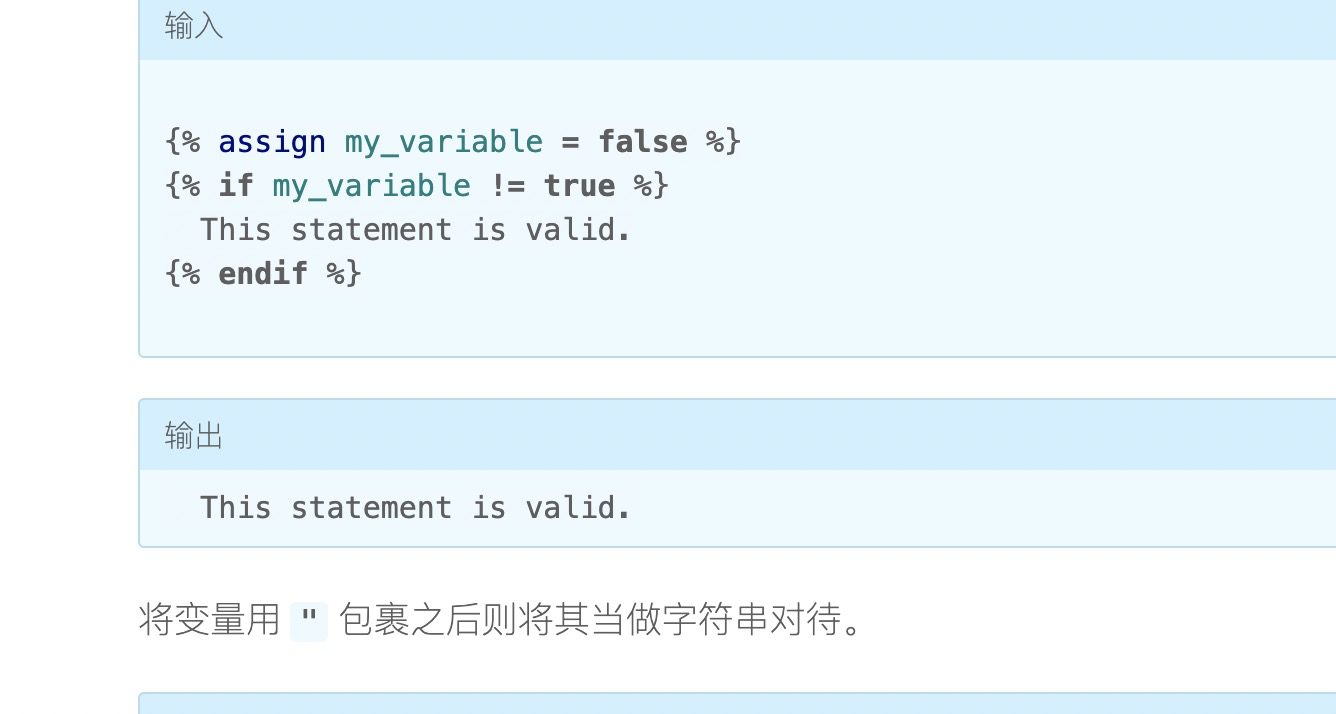 输入
{% assign my_variable = false %}
{% if my_variable != true %}
  This statement is valid.
{% endif %}
输出
  This statement is valid.
将变量用 " 包裹之后则将其当做字符串对待。